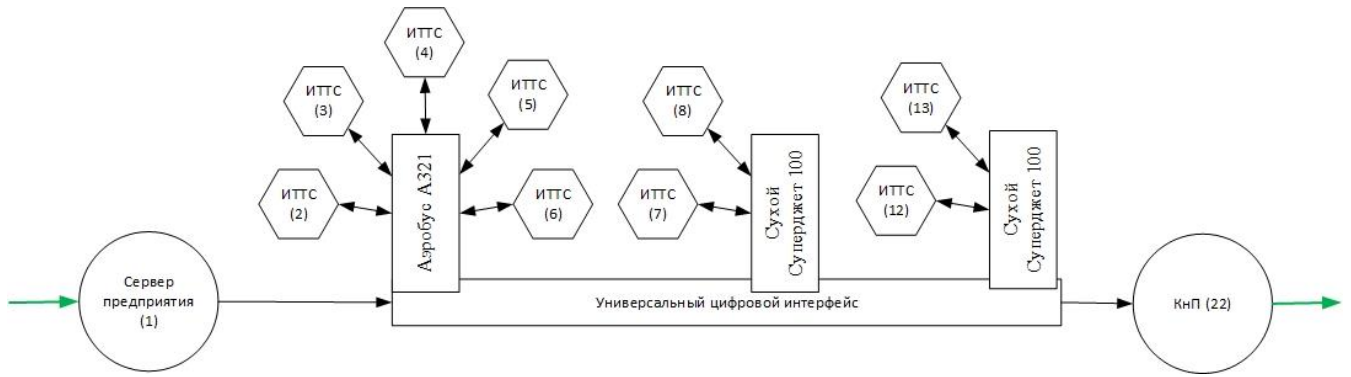 ИТТС
(4)
ИТТС
(3)
ИТТС
(5)
ИТТС
(2)
ИТТС
(6)
Аэробус А321
ИТТС
(8)
ИТТС
(7)
Сухой
Суперджет 100
ИТТС
(13)
ИТТС
(12)
Сухой
Суперджет 100
Сервер
предприятия
(1)
Универсальный цифровой интерфейс
КнП (22)